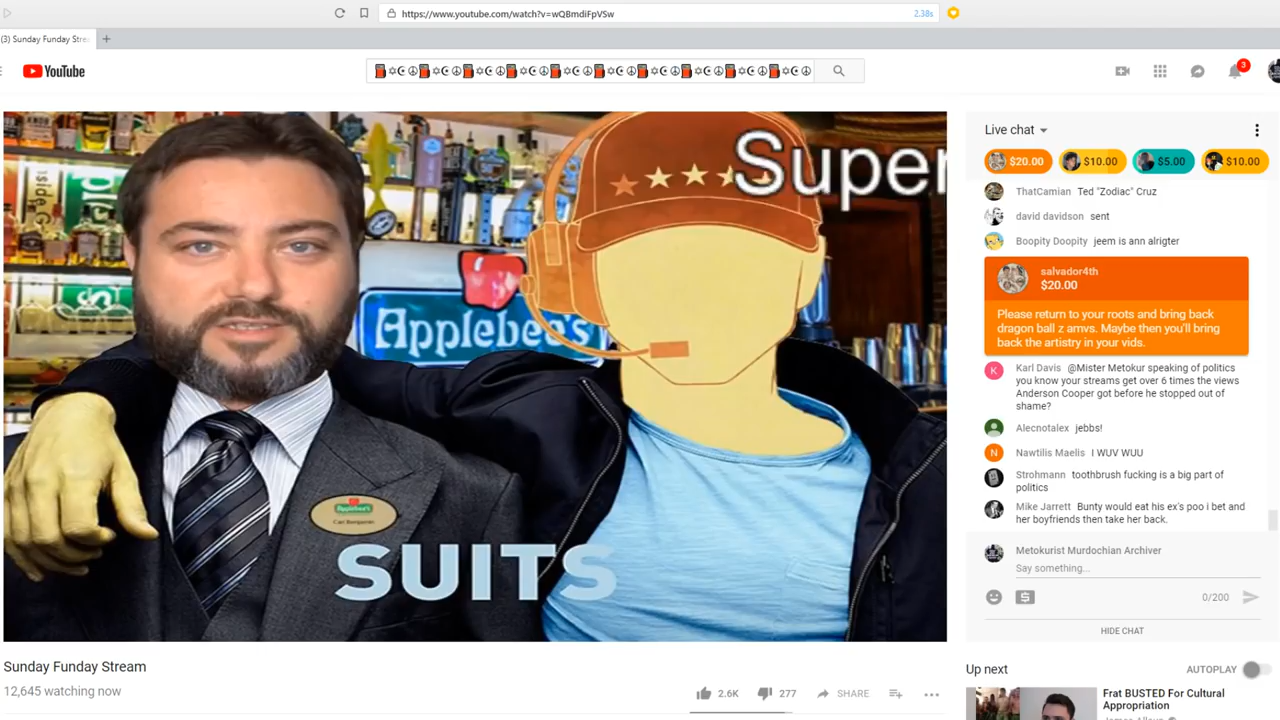 https://www.youtube.com/watch?v=wQBmdiFpVSw
2.38s
(3) Sunday Funday Stre
YouTube
3
Super
Applebee's
Applebee's
Carl Benjamin
SUITS
Live chat
$20.00
$10.00
$5.00
$10.00
ThatCamian Ted "Zodiac" Cruz
david davidson sent
Boopity Doopity jeem is ann alrigter
salvador4th
$20.00
Please return to your roots and bring back
dragon ball z amvs. Maybe then you'll bring
back the artistry in your vids.
Karl Davis @Mister Metokur speaking of politics
you know your streams get over 6 times the views
Anderson Cooper got before he stopped out of
shame?
Alecnotalex jebbs!
Nawtilis Maelis I WUV WUU
Strohmann toothbrush fucking is a big part of
politics
Mike Jarrett Bunty would eat his ex's poo i bet and
her boyfriends then take her back.
Metokurist Murdochian Archiver
Say something...
0/200
HIDE CHAT
Sunday Funday Stream
12,645 watching now
2.6K
277
SHARE
Up next
AUTOPLAY
Frat BUSTED For Cultural
Appropriation